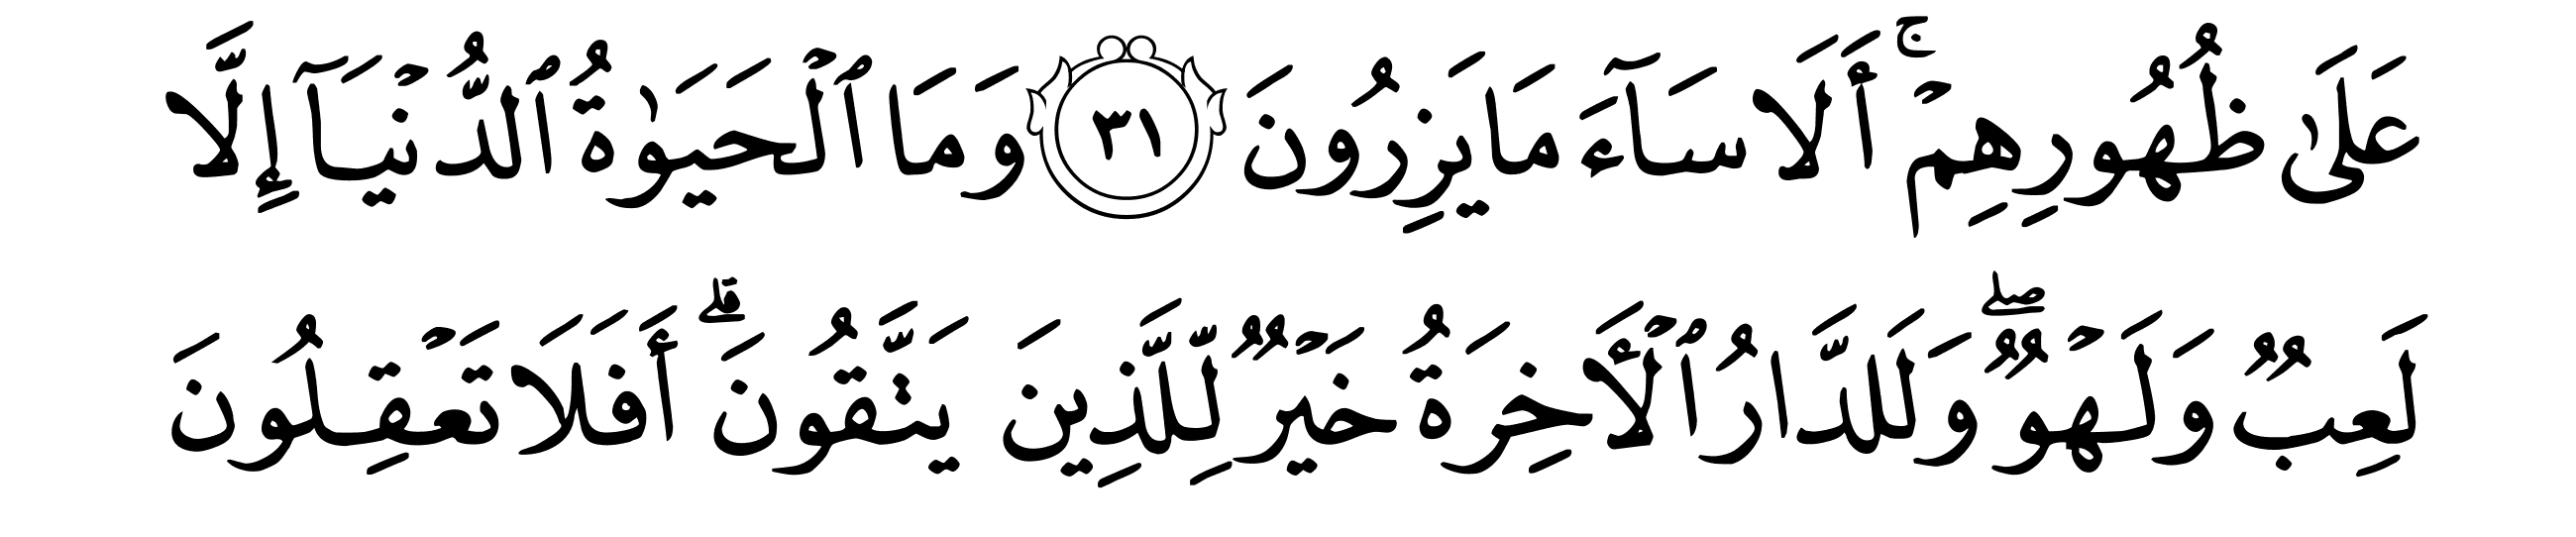 عَلَىٰ ظُهُورِهِمْۚ أَلَا سَآءَ مَا يَزِرُونَ ٣١ وَمَا ٱلْحَيَوٰةُ ٱلدُّنْيَآ إِلَّا
لَعِبٌ وَلَهْوٌۖ وَلَلدَّارُ ٱلْأَخِرَةُ خَيْرٌ لِّلَّذِينَ يَتَّقُونَۗ أَفَلَا تَعْقِلُونَ